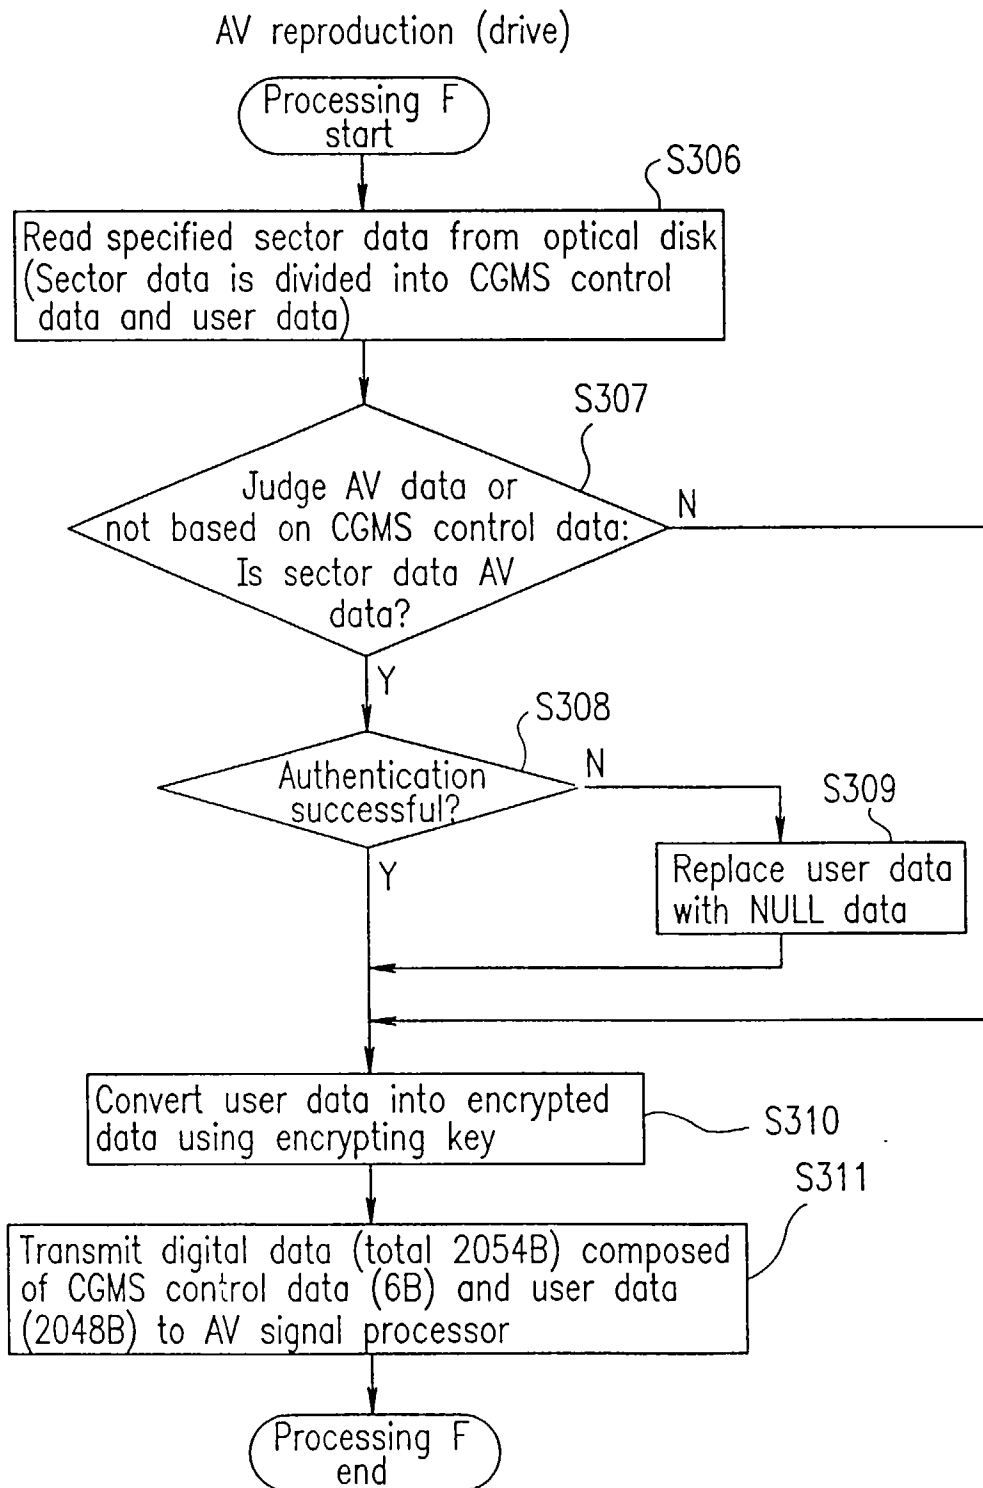 AV reproduction (drive)
Processing F
start
S306
Read specified sector data from optical disk
(Sector data is divided into CGMS control
data and user data)
S307
Judge AV data or
not based on CGMS control data:
Is sector data AV
data?
N
Y
S308
Authentication
successful?
N
Y
S309
Replace user data
with NULL data
Convert user data into encrypted
data using encrypting key
S310
S311
Transmit digital data (total 2054B) composed
of CGMS control data (6B) and user data
(2048B) to AV signal processor
Processing F
end